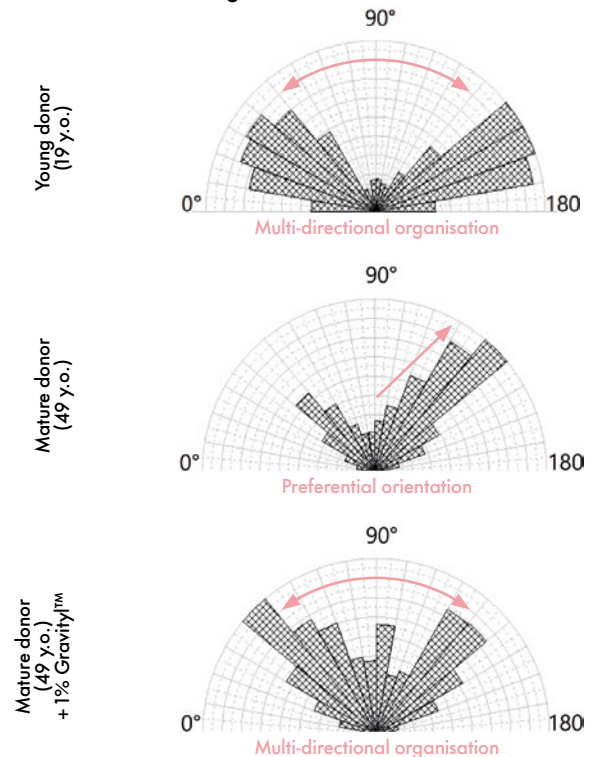 90°
Young donor
(19 y.o.)
0°
180
Multi-directional organisation
90°
Mature donor
(49 y.o.)
0°
180
Preferential orientation
90°
Mature donor
(49 y.o.)
+1% Gravityl™
0°
180
Multi-directional organisation